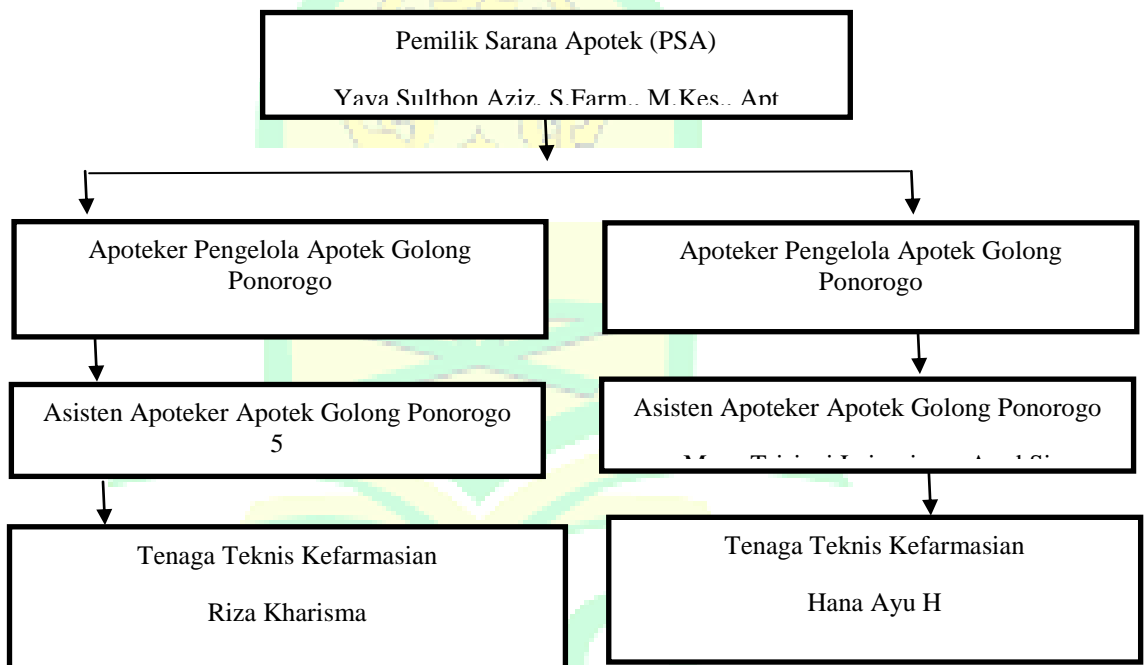 Pemilik Sarana Apotek (PSA)
Yaya Sulthon Aziz, S.Farm., M.Kes., Apt
Apoteker Pengelola Apotek Golong
Ponorogo
Apoteker Pengelola Apotek Golong
Ponorogo
Asisten Apoteker Apotek Golong Ponorogo
5
Asisten Apoteker Apotek Golong Ponorogo
Tenaga Teknis Kefarmasian
Riza Kharisma
Tenaga Teknis Kefarmasian
Hana Ayu H